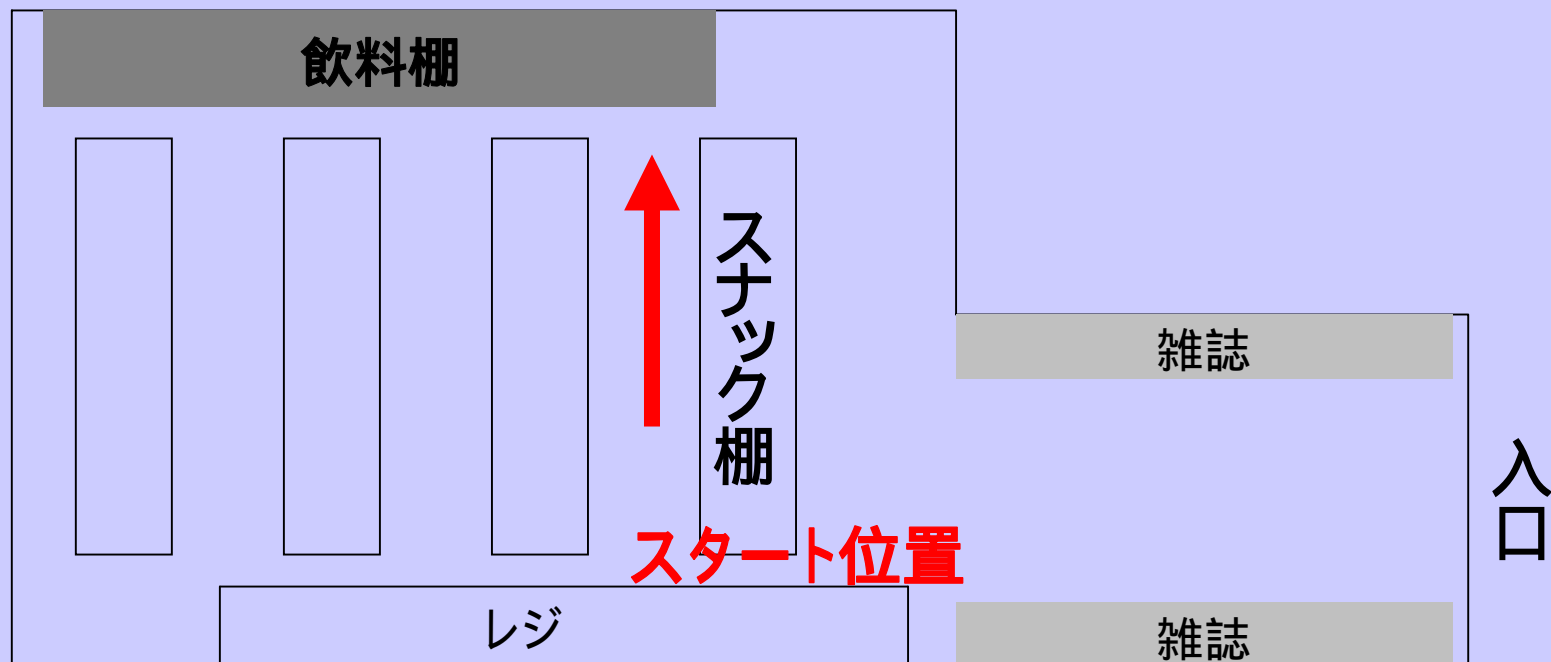 飲料棚
スナック棚
雑誌
入口
スタート位置
レジ
雑誌